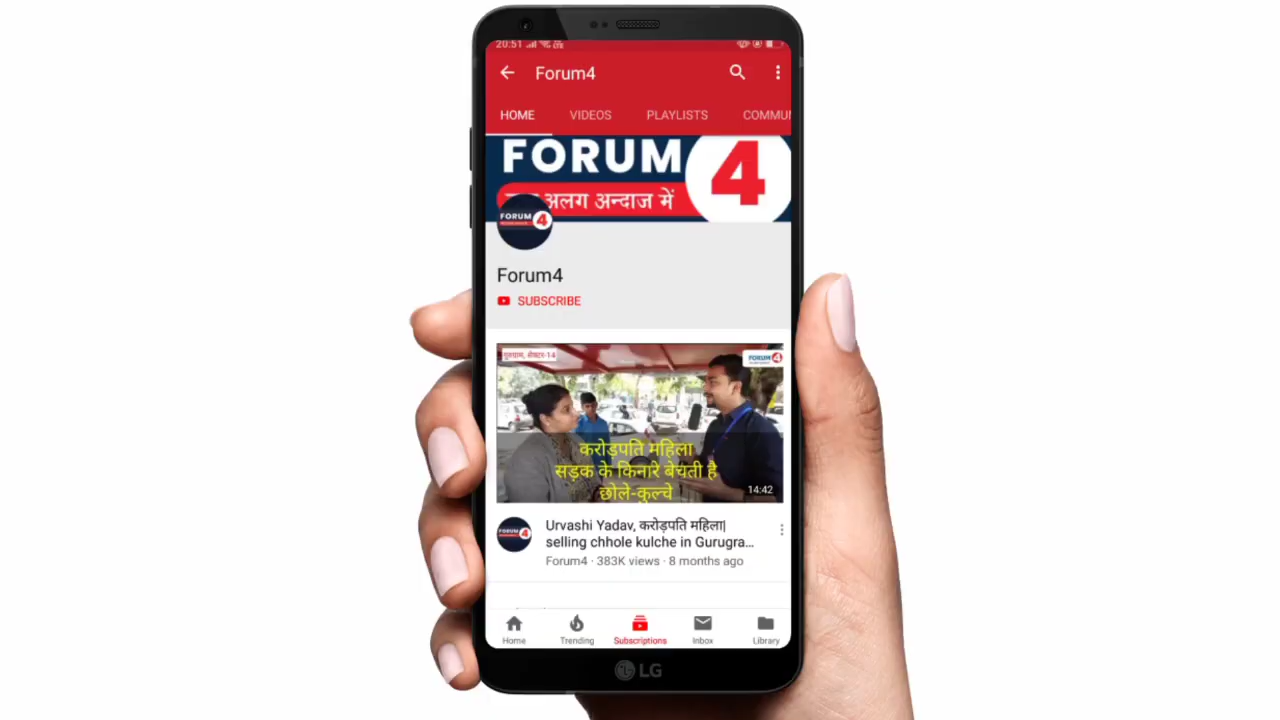 20:51
Forum4
HOME VIDEOS PLAYLISTS COMMU
FORUM 4
अलग अन्दाज में
FORUM 4
Forum4
SUBSCRIBE
गुरुग्राम, सेक्टर-14
FORUM 4
करोड़पति महिला
सड़क के किनारे बेचती है
छोले-कुल्चे
14:42
FORUM 4
Urvashi Yadav, करोड़पति महिला|
selling chhole kulche in Gurugra...
Forum4 · 383K views · 8 months ago
Home Trending Subscriptions Inbox Library
LG